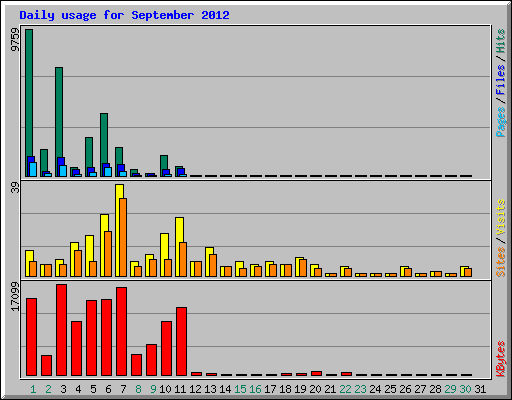 Daily usage for September 2012
9759
Pages / Files / Hits
39
Sites / Visits
17099
KBytes
1 2 3 4 5 6 7 8 9 10 11 12 13 14 15 16 17 18 19 20 21 22 23 24 25 26 27 28 29 30 31